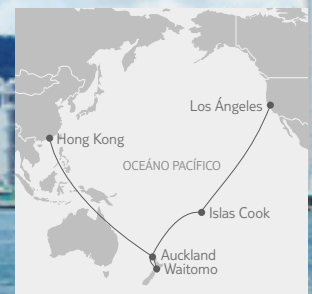 Los Ángeles
Hong Kong
OCEÁNO PACÍFICO
Islas Cook
Auckland
Waitomo